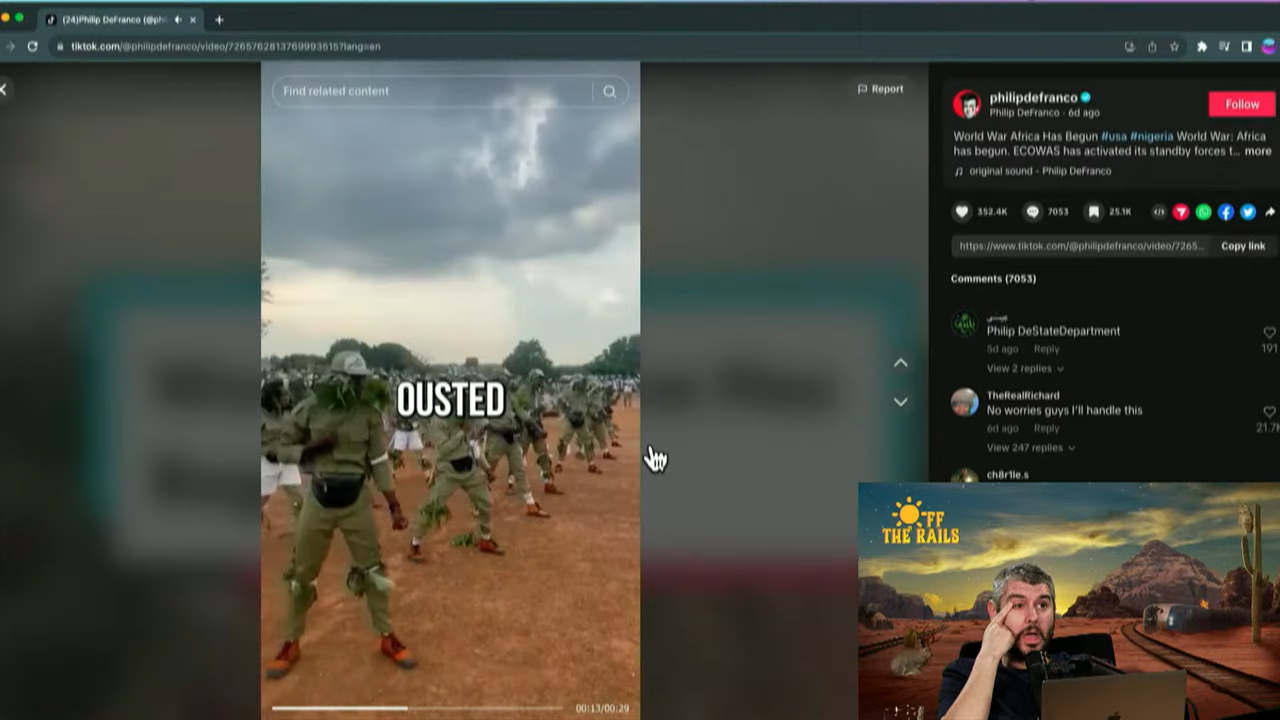 (24)Philip DeFranco (@phi
tiktok.com/@philipdefranco/video/7265762813769993515?lang=en
Find related content
Report
OUSTED
00:13/00:29
philipdefranco
Philip DeFranco · 6d ago
Follow
World War Africa Has Begun #usa #nigeria World War: Africa
has begun. ECOWAS has activated its standby forces t... more
original sound - Philip DeFranco
352.4K
7053
25.1K
https://www.tiktok.com/@philipdefranco/video/7265...
Copy link
Comments (7053)
Philip DeStateDepartment
5d ago Reply
191
View 2 replies
TheRealRichard
No worries guys I'll handle this
6d ago Reply
21.7K
View 247 replies
ch8r1ie.s
OFF
THE RAILS